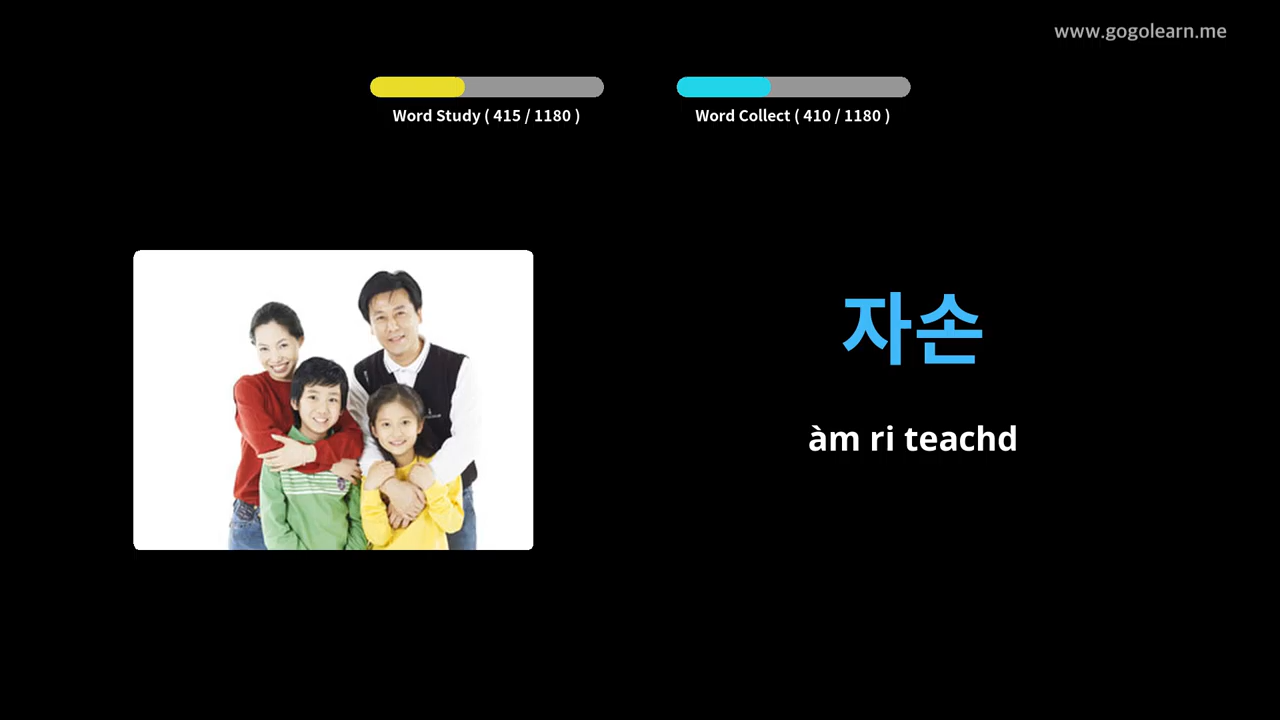 www.gogolearn.me
Word Study ( 415 / 1180 )
Word Collect ( 410 / 1180 )
자손
àm ri teachd